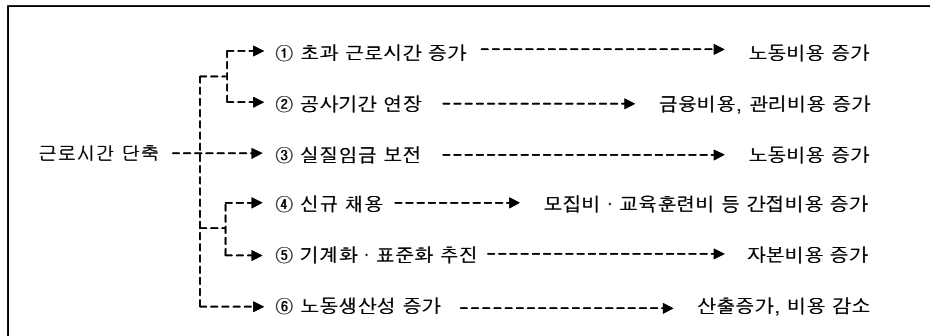 ① 초과 근로시간 증가 노동비용 증가
② 공사기간 연장 금융비용, 관리비용 증가
근로시간 단축 ③ 실질임금 보전 노동비용 증가
④ 신규 채용 모집비 · 교육훈련비 등 간접비용 증가
⑤ 기계화 · 표준화 추진 자본비용 증가
⑥ 노동생산성 증가 산출증가, 비용 감소